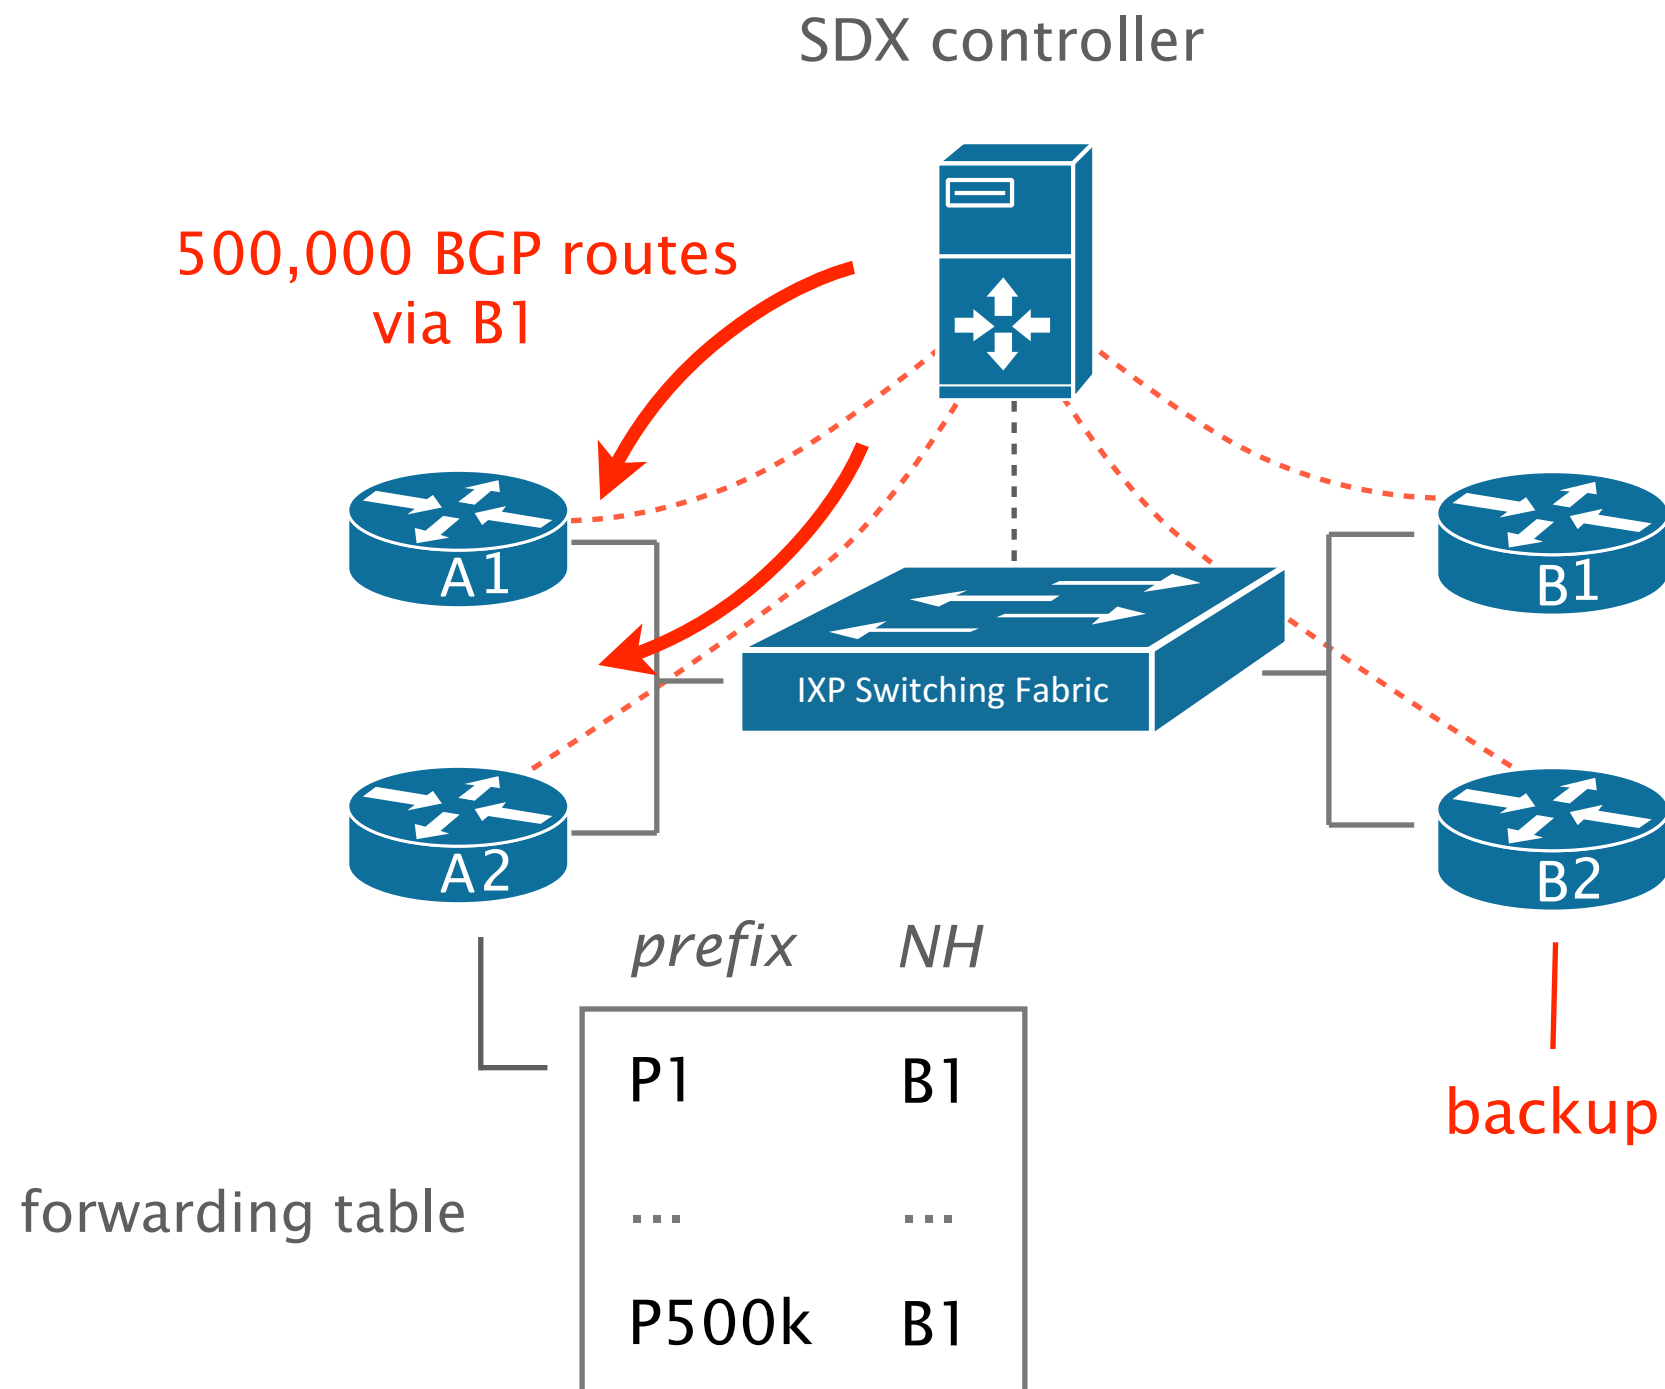 SDX controller
500,000 BGP routes
via B1
A1
B1
IXP Switching Fabric
A2
B2
prefix NH
P1 B1
backup
forwarding table
... ...
P500k B1